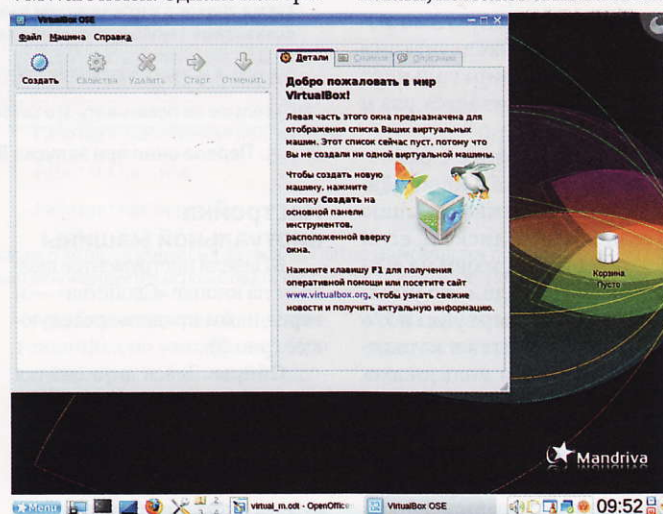 VirtualBox OSE
Файл Машина Справка
Создать Свойства Удалить Старт Отменить
Детали Снимки Описание
Добро пожаловать в мир
VirtualBox!
Левая часть этого окна предназначена для
отображения списка Ваших виртуальных
машин. Этот список сейчас пуст, потому что
Вы не создали ни одной виртуальной машины.
Чтобы создать новую
машину, нажмите
кнопку Создать на
основной панели
инструментов,
расположенной вверху
окна.
Нажмите клавишу F1 для получения
оперативной помощи или посетите сайт
www.virtualbox.org, чтобы узнать свежие
новости и получить актуальную информацию.
Корзина
Пусто
Mandriva
Menu
1 2
3 4
virtual_m.odt - OpenOffice
VirtualBox OSE
09:52